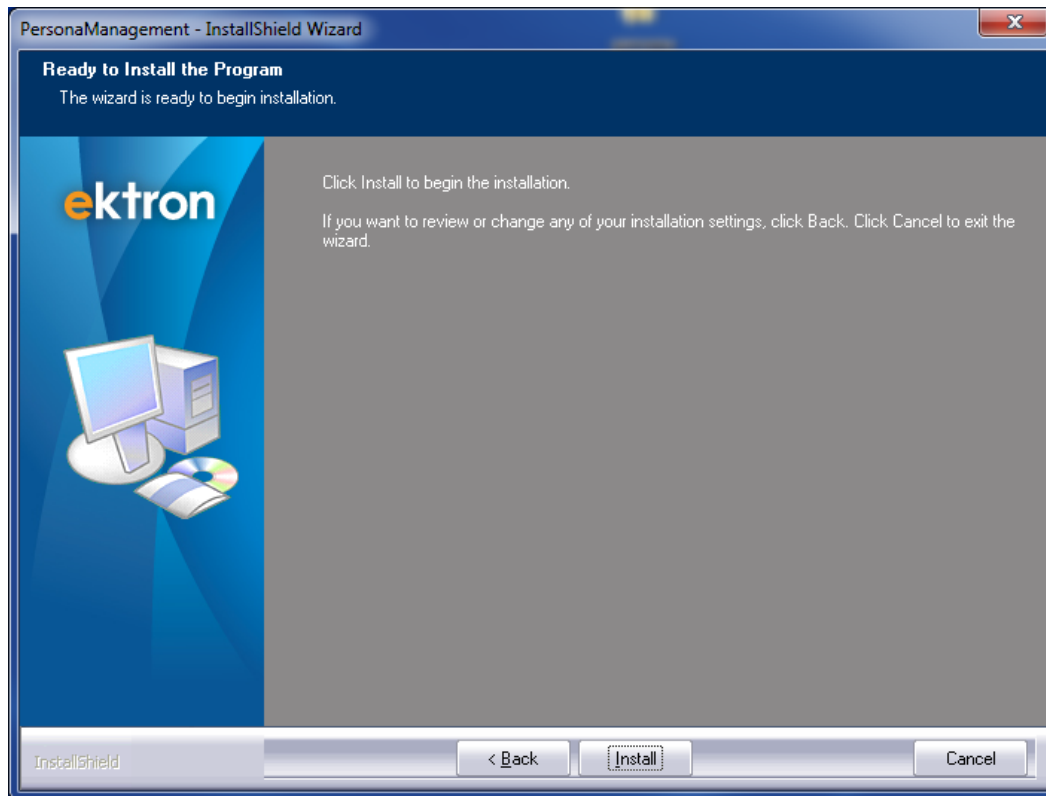 PersonaManagement - InstallShield Wizard
Ready to Install the Program
The wizard is ready to begin installation.
ektron
Click Install to begin the installation.
If you want to review or change any of your installation settings, click Back. Click Cancel to exit the
wizard.
InstallShield
< Back
Install
Cancel